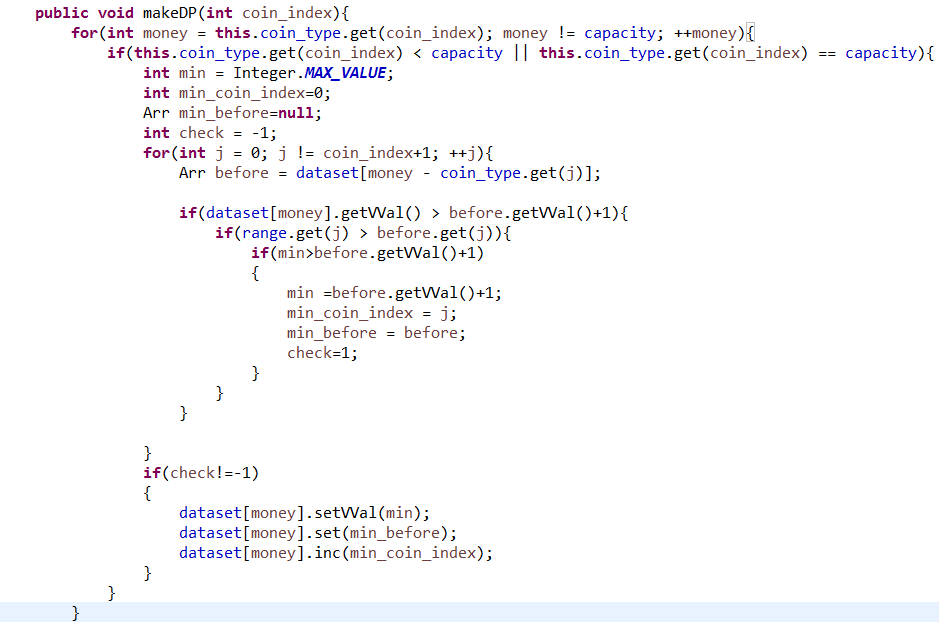 public void makeDP(int coin_index){
    for(int money = this.coin_type.get(coin_index); money != capacity; ++money){
        if(this.coin_type.get(coin_index) < capacity || this.coin_type.get(coin_index) == capacity){
            int min = Integer.MAX_VALUE;
            int min_coin_index=0;
            Arr min_before=null;
            int check = -1;
            for(int j = 0; j != coin_index+1; ++j){
                Arr before = dataset[money - coin_type.get(j)];
                if(dataset[money].getVVal() > before.getVVal()+1){
                    if(range.get(j) > before.get(j)){
                        if(min>before.getVVal()+1)
                        {
                            min =before.getVVal()+1;
                            min_coin_index = j;
                            min_before = before;
                            check=1;
                        }
                    }
                }
            }
            if(check!=-1)
            {
                dataset[money].setVVal(min);
                dataset[money].set(min_before);
                dataset[money].inc(min_coin_index);
            }
        }
    }